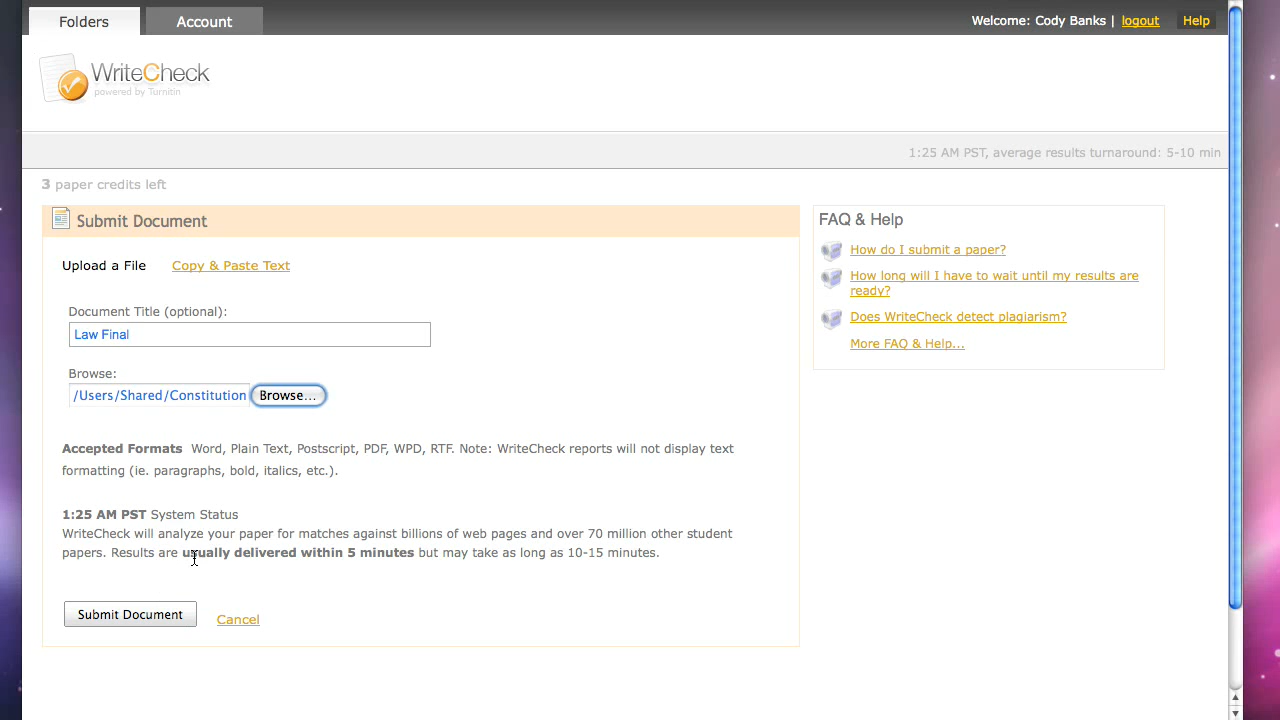 Folders Account Welcome: Cody Banks | logout Help
WriteCheck
powered by Turnitin
1:25 AM PST, average results turnaround: 5-10 min
3 paper credits left
Submit Document
Upload a File Copy & Paste Text
Document Title (optional):
Law Final
Browse:
/Users/Shared/Constitution Browse...
Accepted Formats Word, Plain Text, Postscript, PDF, WPD, RTF. Note: WriteCheck reports will not display text
formatting (ie. paragraphs, bold, italics, etc.).
1:25 AM PST System Status
WriteCheck will analyze your paper for matches against billions of web pages and over 70 million other student
papers. Results are usually delivered within 5 minutes but may take as long as 10-15 minutes.
Submit Document Cancel
FAQ & Help
How do I submit a paper?
How long will I have to wait until my results are
ready?
Does WriteCheck detect plagiarism?
More FAQ & Help...